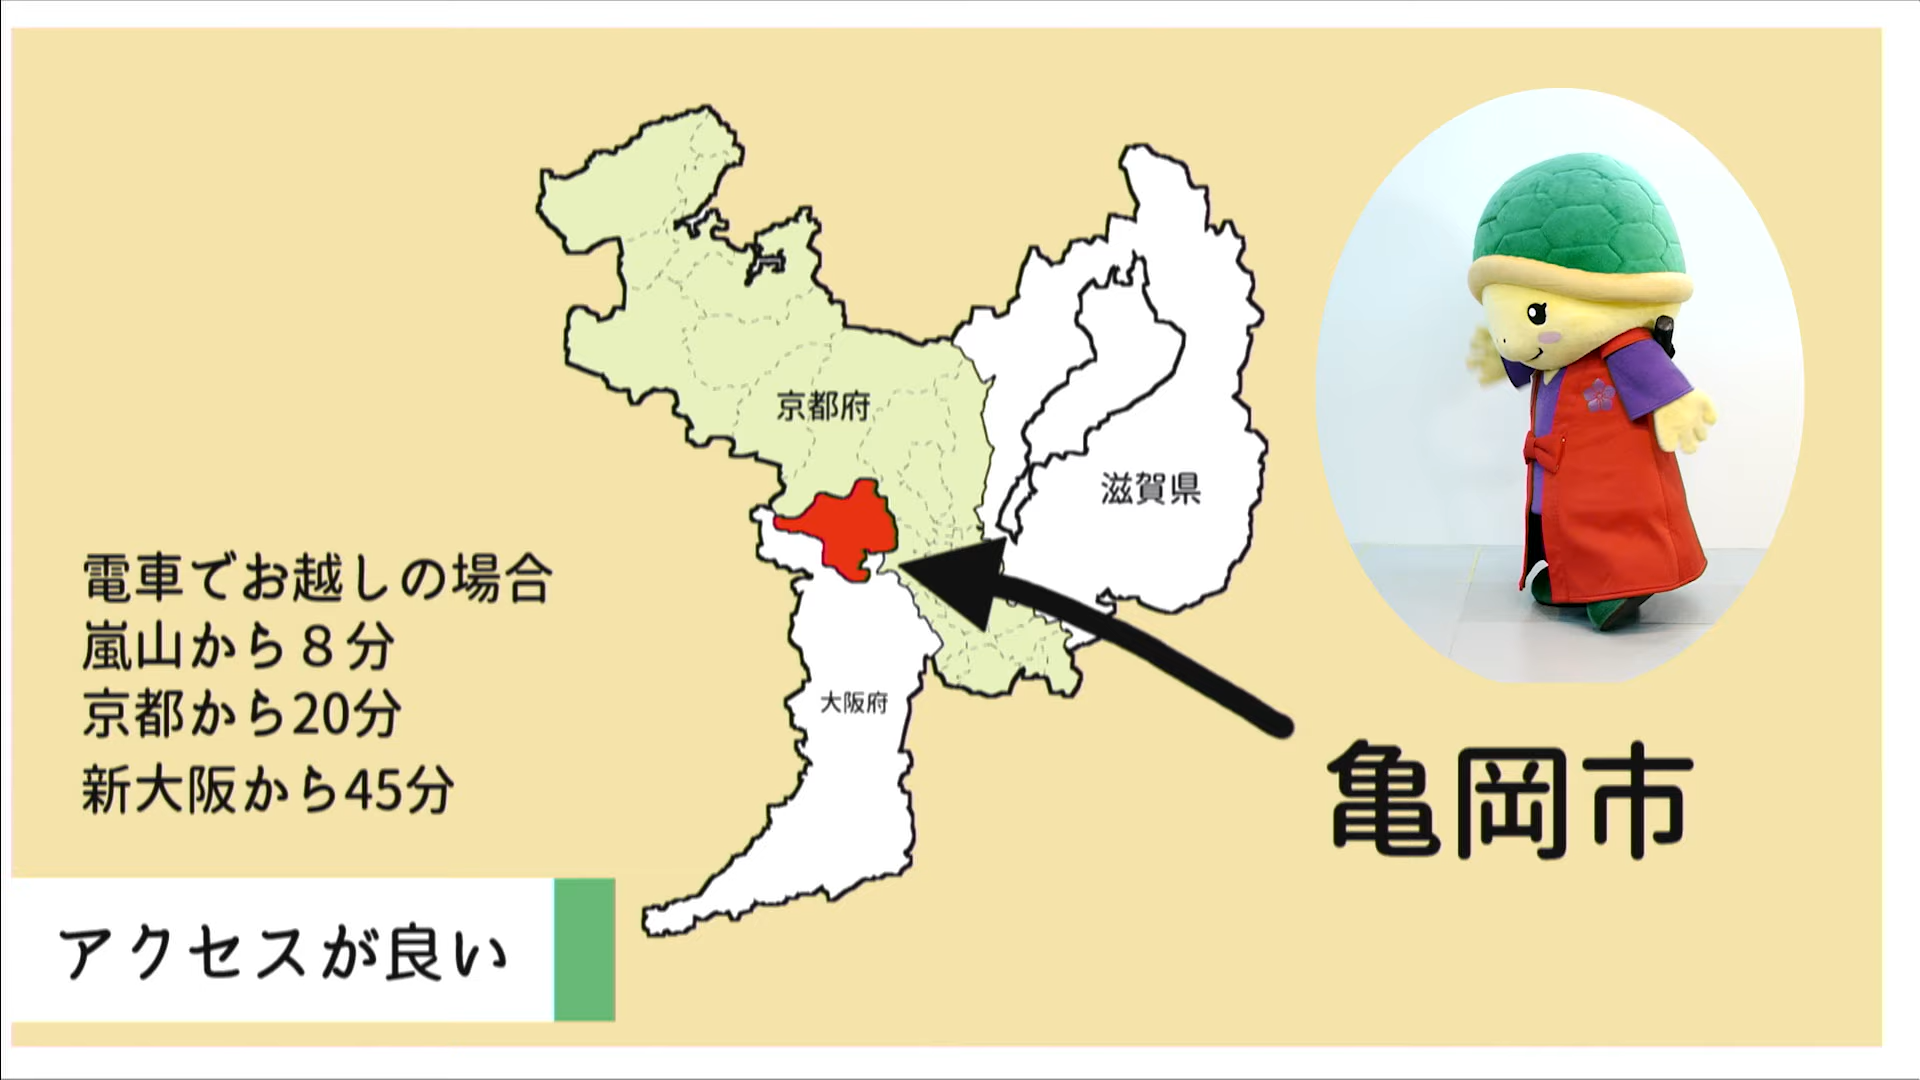 京都府
滋賀県
電車でお越しの場合
嵐山から８分
京都から20分
新大阪から45分
大阪府
亀岡市
アクセスが良い